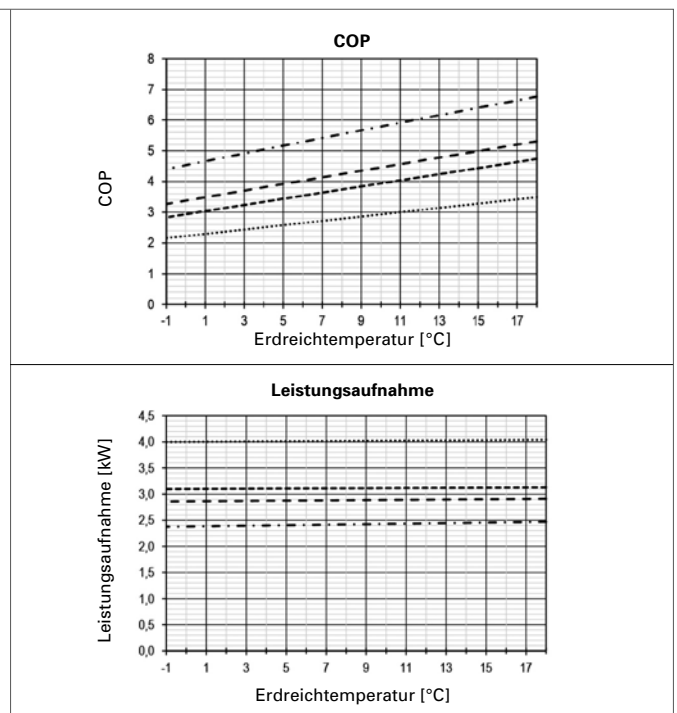 COP
8
7
6
5
4
3
2
1
0
COP
-1 1 3 5 7 9 11 13 15 17
Erdreichtemperatur [°C]
Leistungsaufnahme
4,5
4,0
3,5
3,0
2,5
2,0
1,5
1,0
0,5
0,0
Leistungsaufnahme [kW]
-1 1 3 5 7 9 11 13 15 17
Erdreichtemperatur [°C]